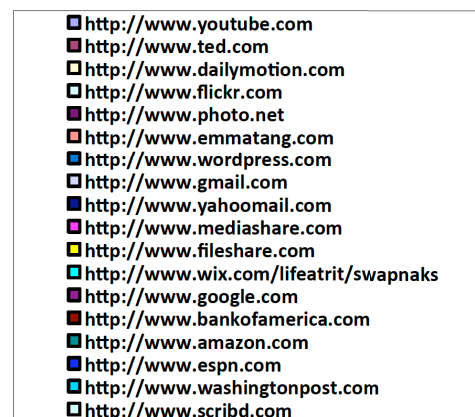 http://www.youtube.com
http://www.ted.com
http://www.dailymotion.com
http://www.flickr.com
http://www.photo.net
http://www.emmatang.com
http://www.wordpress.com
http://www.gmail.com
http://www.yahoomail.com
http://www.mediashare.com
http://www.fileshare.com
http://www.wix.com/lifeatrit/swapnaks
http://www.google.com
http://www.bankofamerica.com
http://www.amazon.com
http://www.espn.com
http://www.washingtonpost.com
http://www.scribd.com